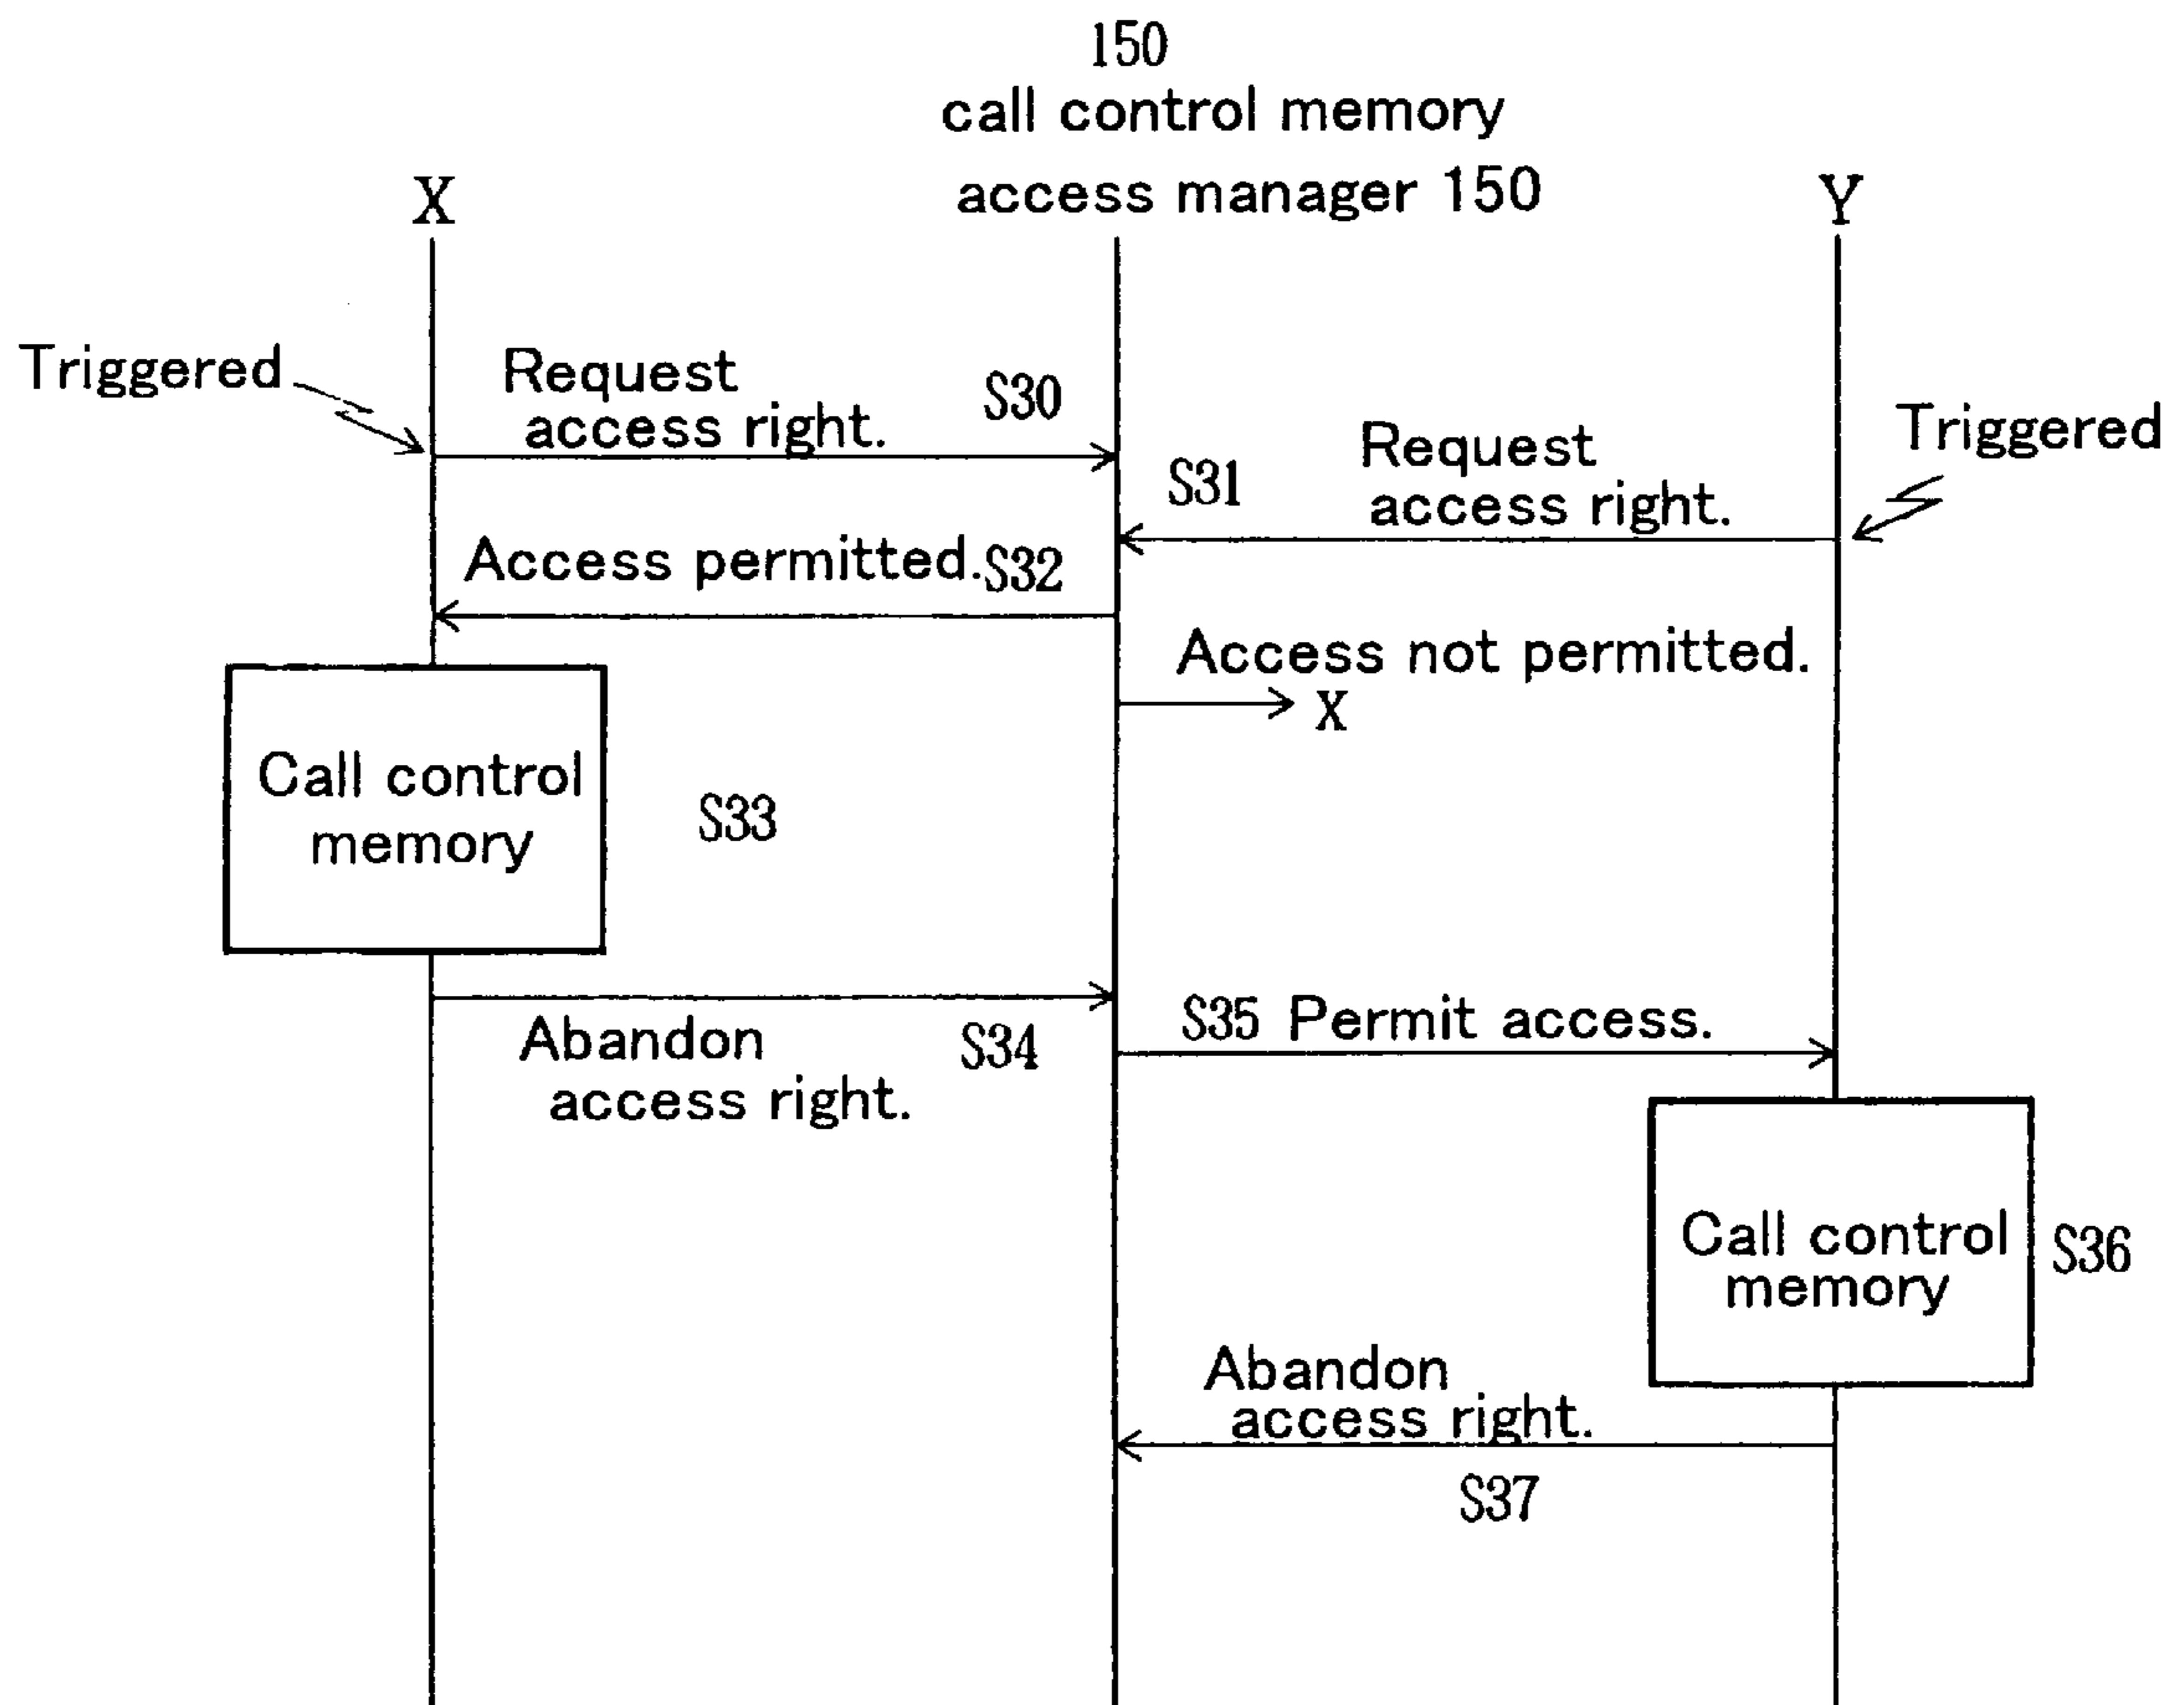 150
call control memory
access manager 150
X
Y
Triggered
Request
access right.
S30
Triggered
Request
access right.
S31
Access permitted.
S32
Access not permitted.
X
Call control
memory
S33
Abandon
access right.
S34
S35 Permit access.
Call control
memory
S36
Abandon
access right.
S37